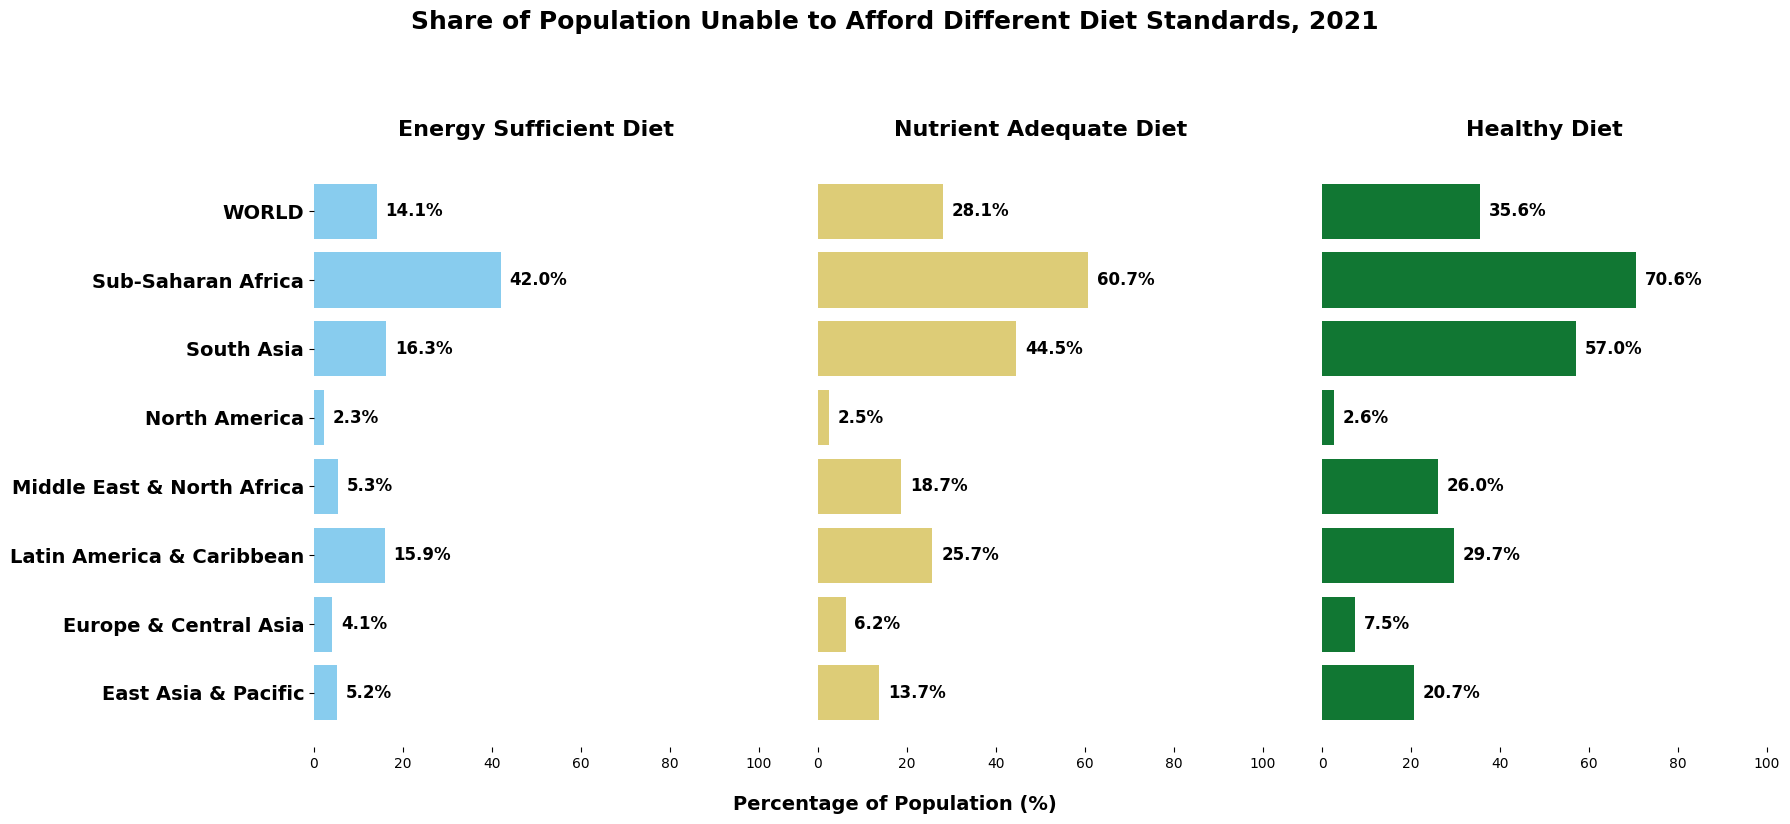 Share of Population Unable to Afford Different Diet Standards, 2021
Energy Sufficient Diet
Nutrient Adequate Diet
Healthy Diet
WORLD 14.1% 28.1% 35.6%
Sub-Saharan Africa 42.0% 60.7% 70.6%
South Asia 16.3% 44.5% 57.0%
North America 2.3% 2.5% 2.6%
Middle East & North Africa 5.3% 18.7% 26.0%
Latin America & Caribbean 15.9% 25.7% 29.7%
Europe & Central Asia 4.1% 6.2% 7.5%
East Asia & Pacific 5.2% 13.7% 20.7%
0 20 40 60 80 100
0 20 40 60 80 100
0 20 40 60 80 100
Percentage of Population (%)